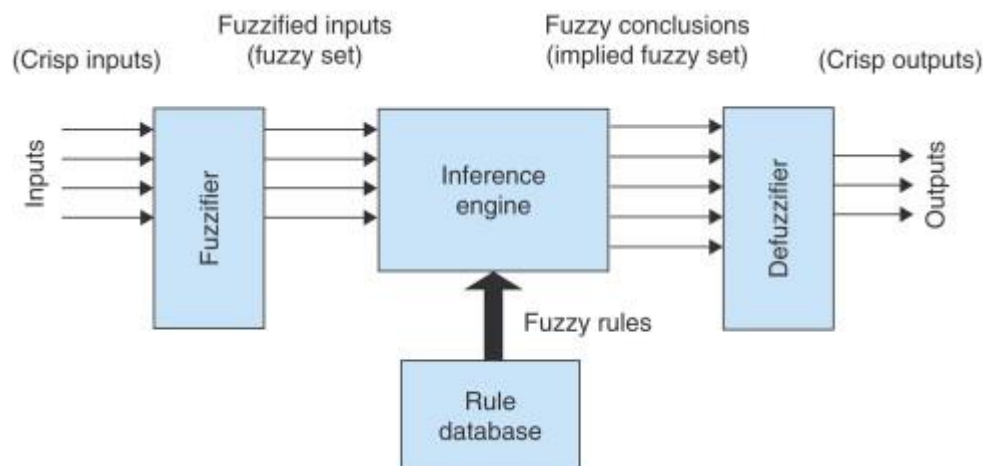 (Crisp inputs)
Fuzzified inputs
(fuzzy set)
Fuzzy conclusions
(implied fuzzy set)
(Crisp outputs)
Inputs
Fuzzifier
Inference
engine
Defuzzifier
Outputs
Fuzzy rules
Rule
database